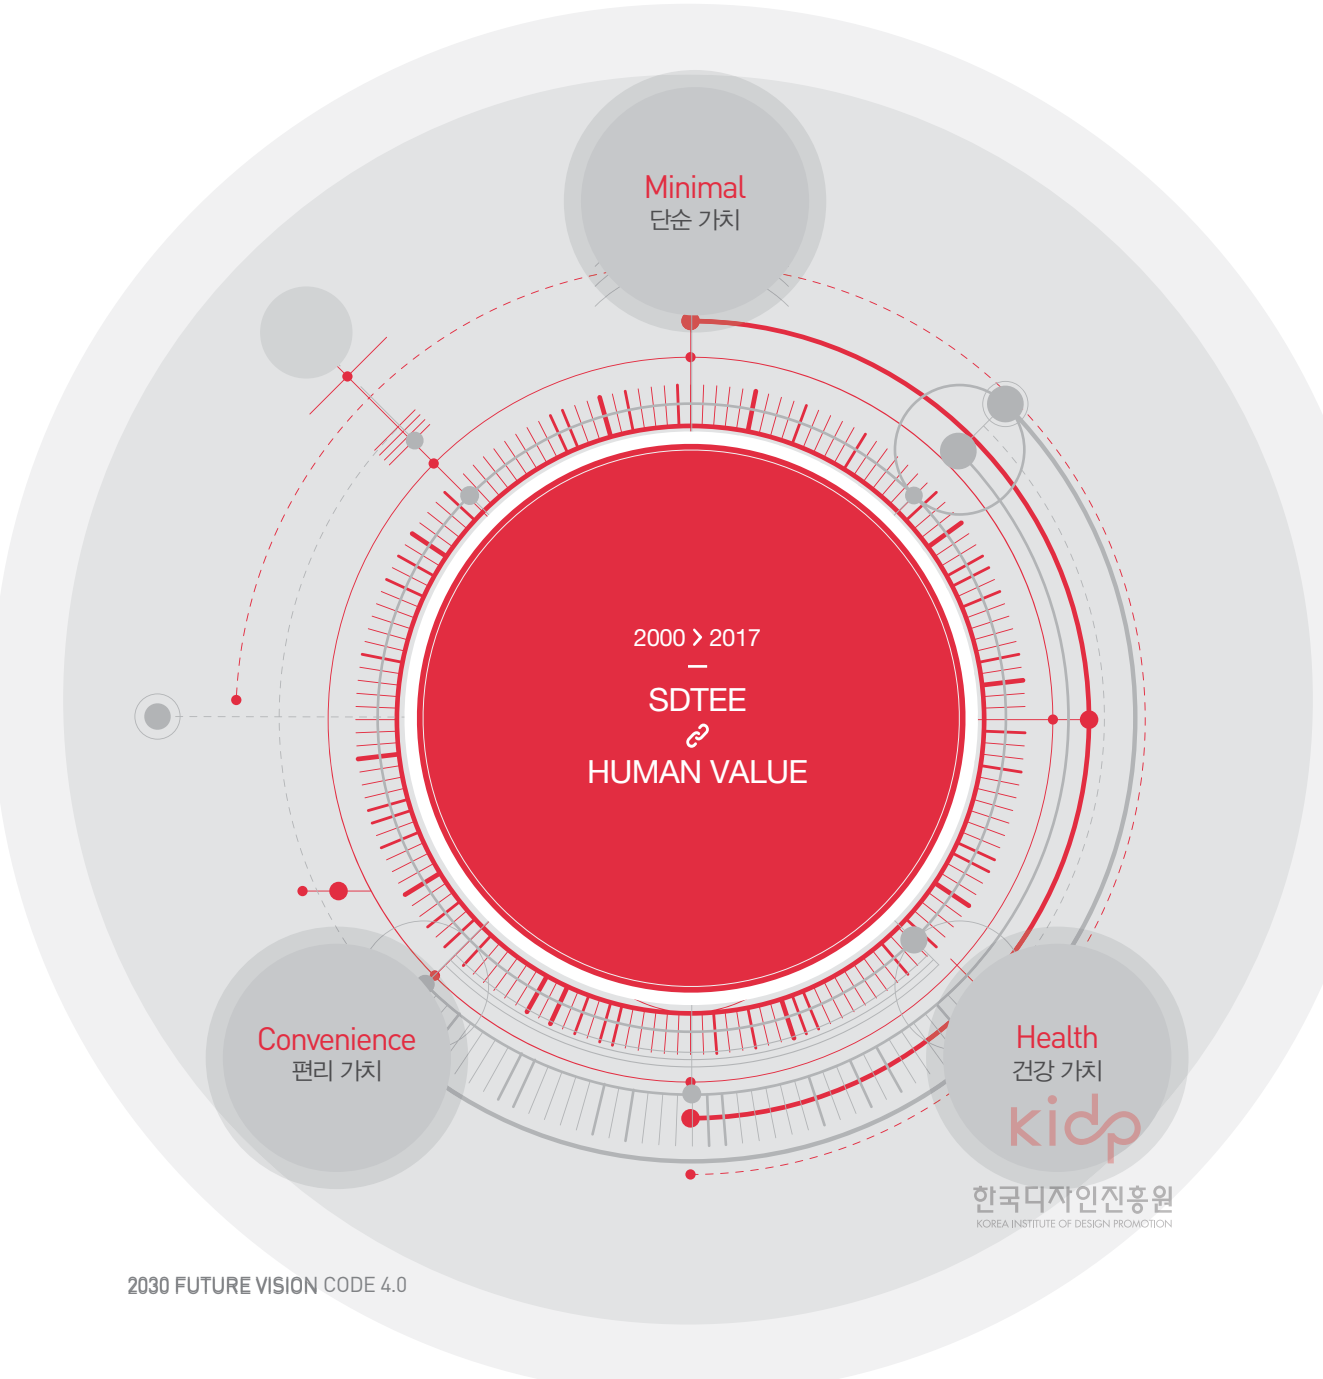 Minimal
단순 가치
2000 > 2017
SDTEE
HUMAN VALUE
Convenience
편리 가치
Health
건강 가치
kidp
한국디자인진흥원
KOREA INSTITUTE OF DESIGN PROMOTION
2030 FUTURE VISION CODE 4.0